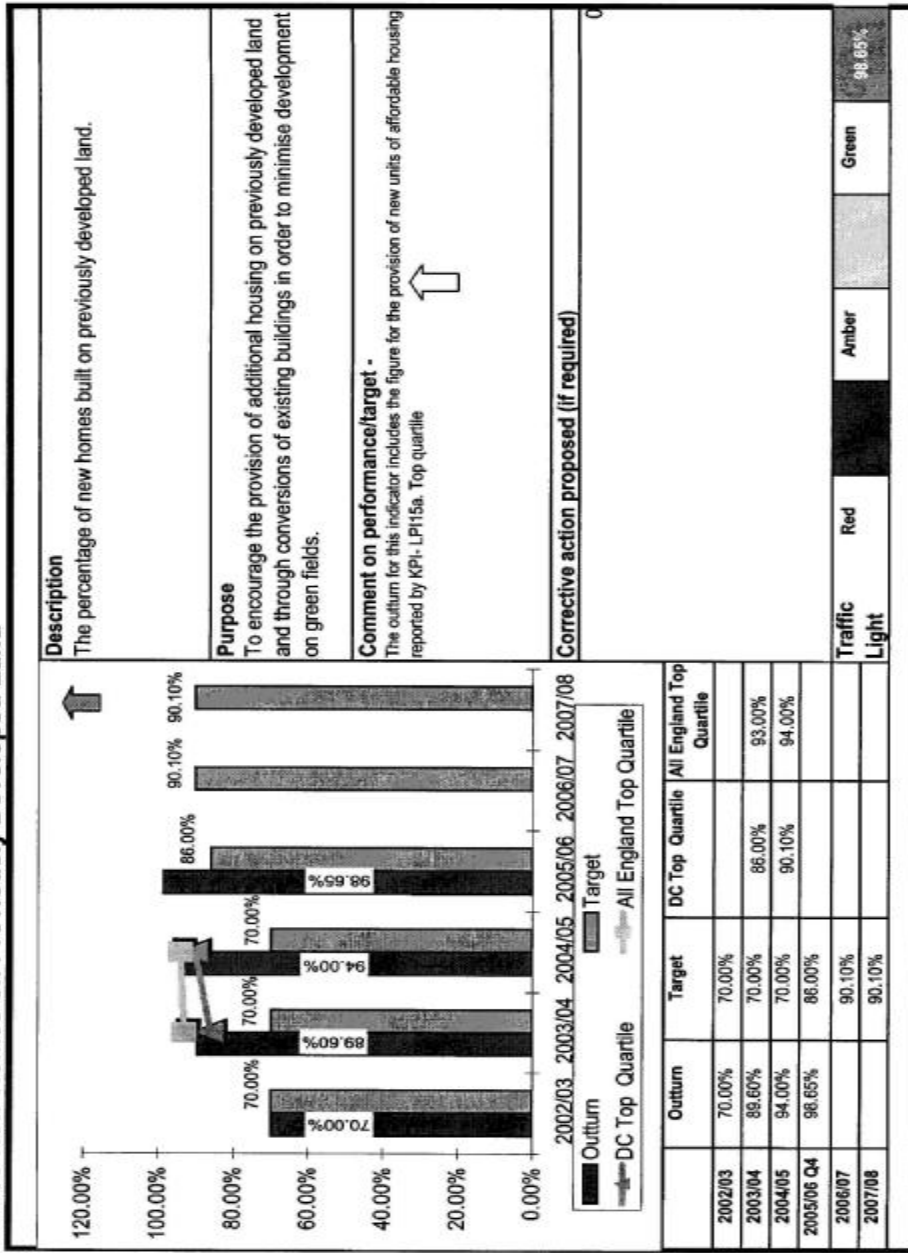 120.00%
100.00%
80.00%
60.00%
40.00%
20.00%
0.00%
70.00%
70.00%
89.60%
70.00%
94.00%
70.00%
98.65%
86.00%
90.10%
90.10%
2002/03 2003/04 2004/05 2005/06 2006/07 2007/08
Outturn Target
DC Top Quartile All England Top Quartile
Outturn Target DC Top Quartile All England Top Quartile
2002/03 70.00% 70.00%
2003/04 89.60% 70.00% 86.00% 93.00%
2004/05 94.00% 70.00% 90.10% 94.00%
2005/06 Q4 98.65% 86.00%
2006/07 90.10%
2007/08 90.10%
Description
The percentage of new homes built on previously developed land.
Purpose
To encourage the provision of additional housing on previously developed land
and through conversions of existing buildings in order to minimise development
on green fields.
Comment on performance/target -
The outturn for this indicator includes the figure for the provision of new units of affordable housing
reported by KPI- LPI15a. Top quartile
Corrective action proposed (if required)
0
Traffic Light Red Amber Green 98.65%